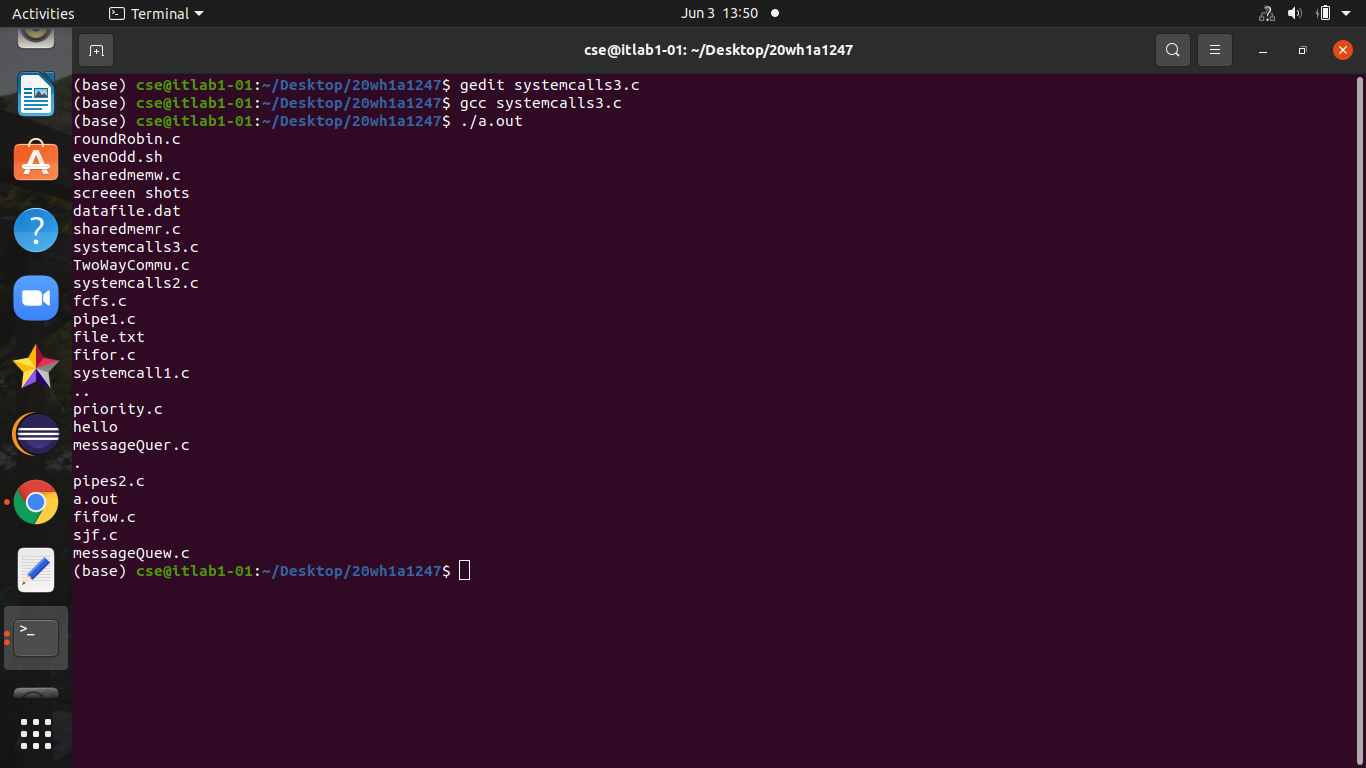 Activities
Terminal
Jun 3 13:50
cse@itlab1-01: ~/Desktop/20wh1a1247
(base) cse@itlab1-01:~/Desktop/20wh1a1247$ gedit systemcalls3.c
(base) cse@itlab1-01:~/Desktop/20wh1a1247$ gcc systemcalls3.c
(base) cse@itlab1-01:~/Desktop/20wh1a1247$ ./a.out
roundRobin.c
evenOdd.sh
sharedmemw.c
screeen shots
datafile.dat
sharedmemr.c
systemcalls3.c
TwoWayCommu.c
systemcalls2.c
fcfs.c
pipe1.c
file.txt
fifor.c
systemcall1.c
..
priority.c
hello
messageQuer.c
.
pipes2.c
a.out
fifow.c
sjf.c
messageQuew.c
(base) cse@itlab1-01:~/Desktop/20wh1a1247$